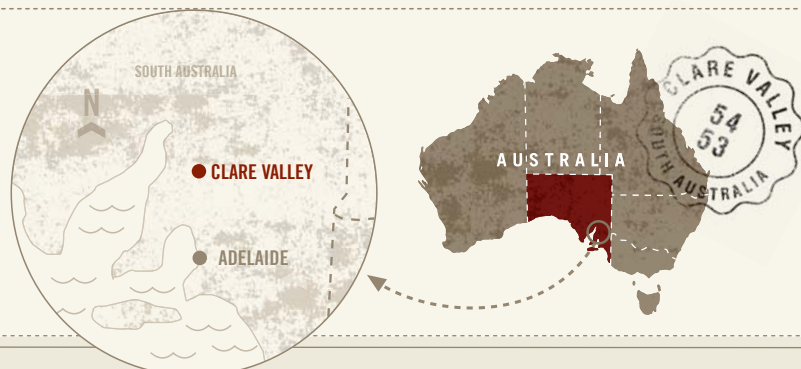 SOUTH AUSTRALIA
N
CLARE VALLEY
ADELAIDE
AUSTRALIA
CLARE VALLEY
54
53
SOUTH AUSTRALIA